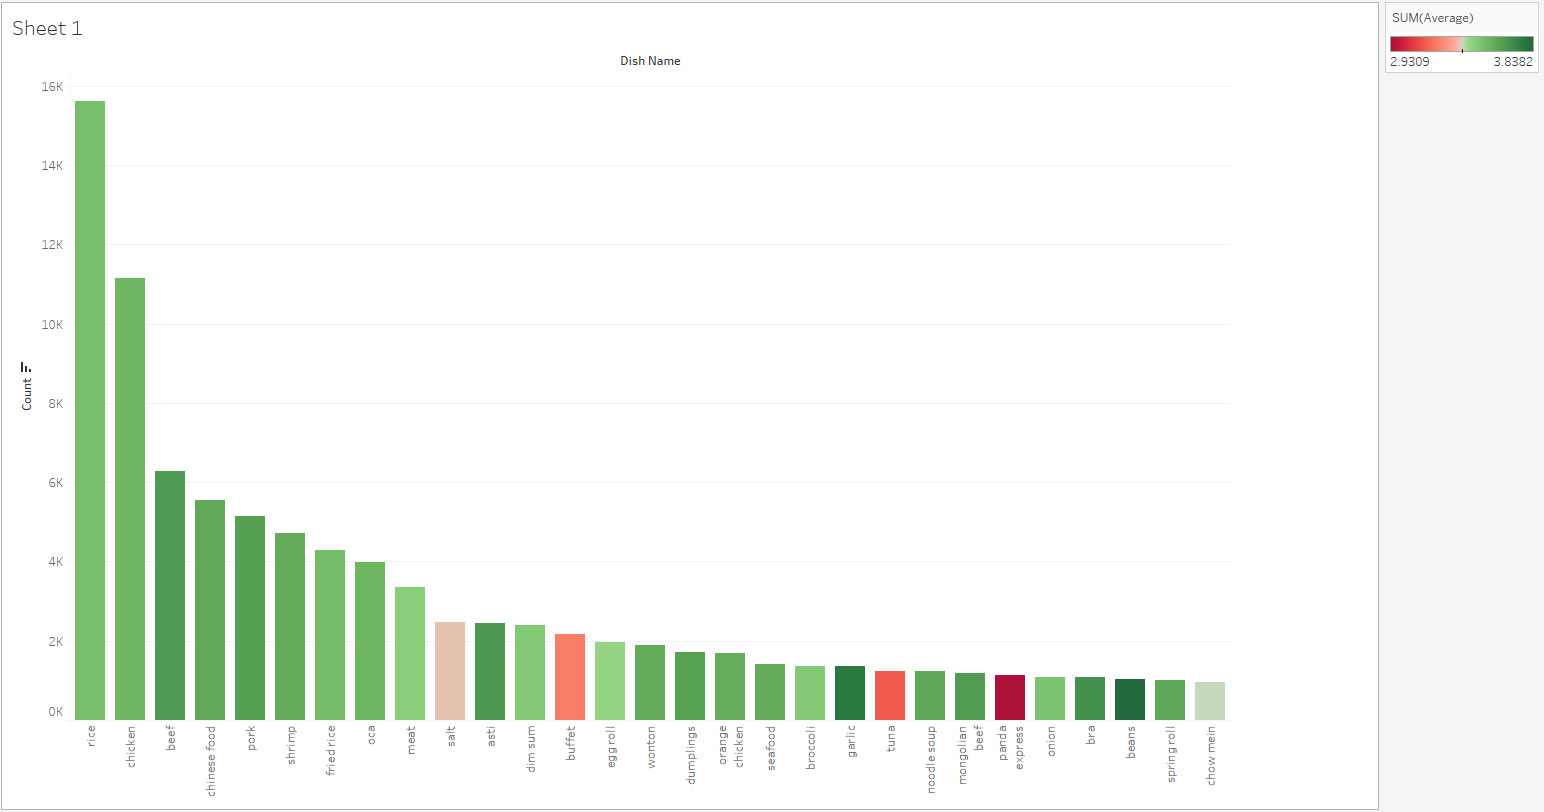 Sheet 1
SUM(Average)
2.9309 3.8382
Dish Name
16K
14K
12K
10K
8K
6K
4K
2K
0K
Count
rice
chicken
beef
chinese food
pork
shrimp
fried rice
oca
meat
salt
asti
dim sum
buffet
egg roll
wonton
dumplings
orange
chicken
seafood
broccoli
garlic
tuna
noodle soup
mongolian
beef
panda
express
onion
bra
beans
spring roll
chow mein